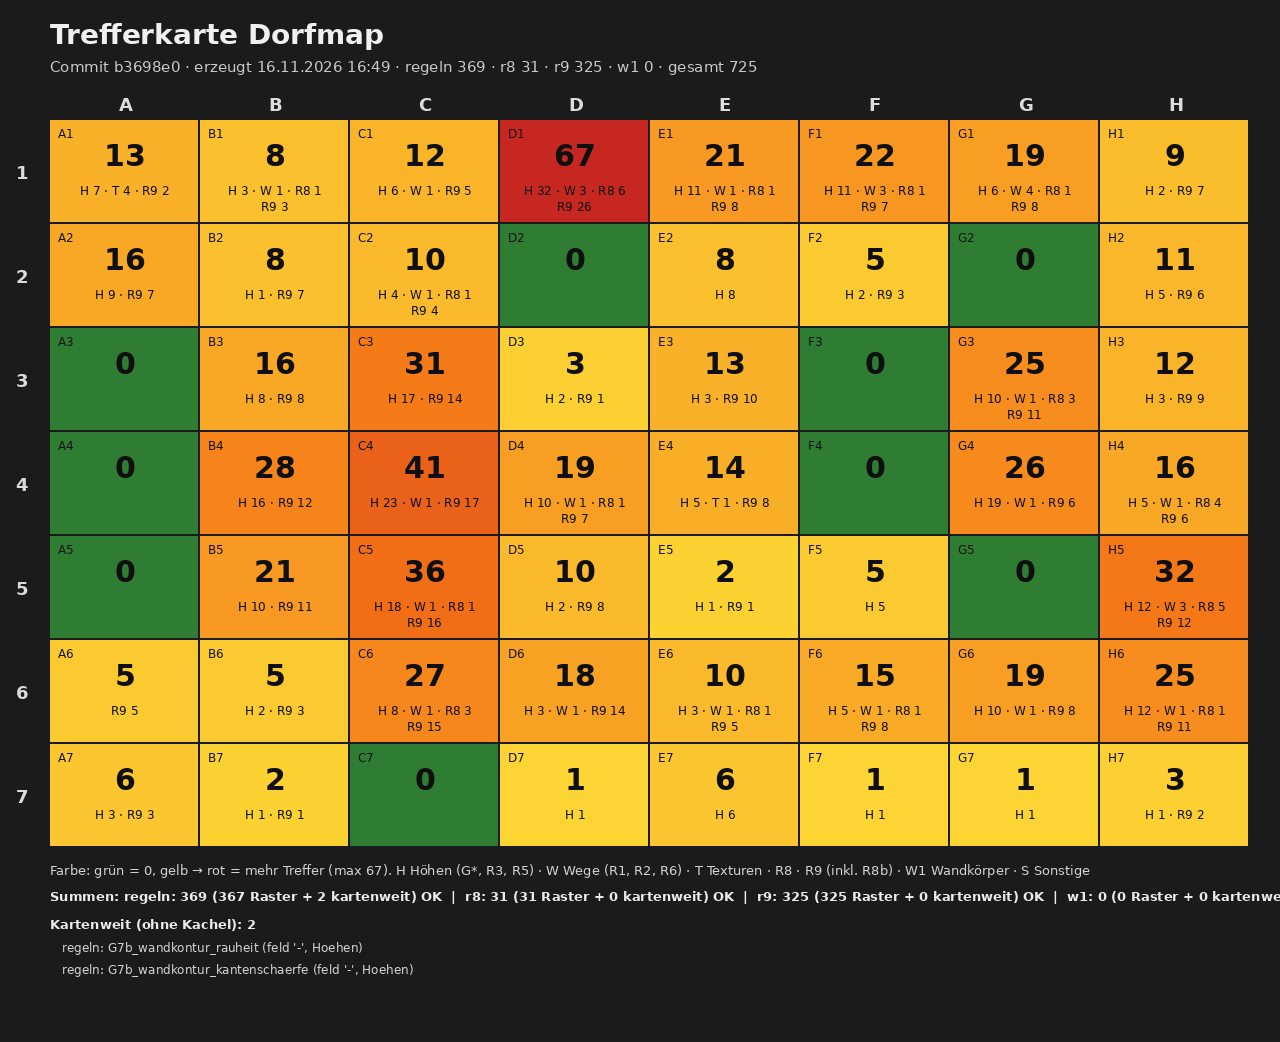 Trefferkarte Dorfmap
Commit b3698e0 · erzeugt 16.11.2026 16:49 · regeln 369 · r8 31 · r9 325 · w1 0 · gesamt 725
A B C D E F G H
1
A1 B1 C1 D1 E1 F1 G1 H1
13 8 12 67 21 22 19 9
H 7 · T 4 · R9 2 H 3 · W 1 · R8 1 H 6 · W 1 · R9 5 H 32 · W 3 · R8 6 H 11 · W 1 · R8 1 H 11 · W 3 · R8 1 H 6 · W 4 · R8 1 H 2 · R9 7
R9 3 R9 26 R9 8 R9 7 R9 8
2
A2 B2 C2 D2 E2 F2 G2 H2
16 8 10 0 8 5 0 11
H 9 · R9 7 H 1 · R9 7 H 4 · W 1 · R8 1 H 8 H 2 · R9 3 H 5 · R9 6
R9 4
3
A3 B3 C3 D3 E3 F3 G3 H3
0 16 31 3 13 0 25 12
H 8 · R9 8 H 17 · R9 14 H 2 · R9 1 H 3 · R9 10 H 10 · W 1 · R8 3 H 3 · R9 9
R9 11
4
A4 B4 C4 D4 E4 F4 G4 H4
0 28 41 19 14 0 26 16
H 16 · R9 12 H 23 · W 1 · R9 17 H 10 · W 1 · R8 1 H 5 · T 1 · R9 8 H 19 · W 1 · R9 6 H 5 · W 1 · R8 4
R9 7 R9 6
5
A5 B5 C5 D5 E5 F5 G5 H5
0 21 36 10 2 5 0 32
H 10 · R9 11 H 18 · W 1 · R8 1 H 2 · R9 8 H 1 · R9 1 H 5 H 12 · W 3 · R8 5
R9 16 R9 12
6
A6 B6 C6 D6 E6 F6 G6 H6
5 5 27 18 10 15 19 25
R9 5 H 2 · R9 3 H 8 · W 1 · R8 3 H 3 · W 1 · R9 14 H 3 · W 1 · R8 1 H 5 · W 1 · R8 1 H 10 · W 1 · R9 8 H 12 · W 1 · R8 1
R9 15 R9 5 R9 8 R9 11
7
A7 B7 C7 D7 E7 F7 G7 H7
6 2 0 1 6 1 1 3
H 3 · R9 3 H 1 · R9 1 H 1 H 6 H 1 H 1 H 1 · R9 2
Farbe: grün = 0, gelb → rot = mehr Treffer (max 67). H Höhen (G*, R3, R5) · W Wege (R1, R2, R6) · T Texturen · R8 · R9 (inkl. R8b) · W1 Wandkörper · S Sonstige
Summen: regeln: 369 (367 Raster + 2 kartenweit) OK | r8: 31 (31 Raster + 0 kartenweit) OK | r9: 325 (325 Raster + 0 kartenweit) OK | w1: 0 (0 Raster + 0 kartenwe
Kartenweit (ohne Kachel): 2
regeln: G7b_wandkontur_rauheit (feld '-', Hoehen)
regeln: G7b_wandkontur_kantenschaerfe (feld '-', Hoehen)